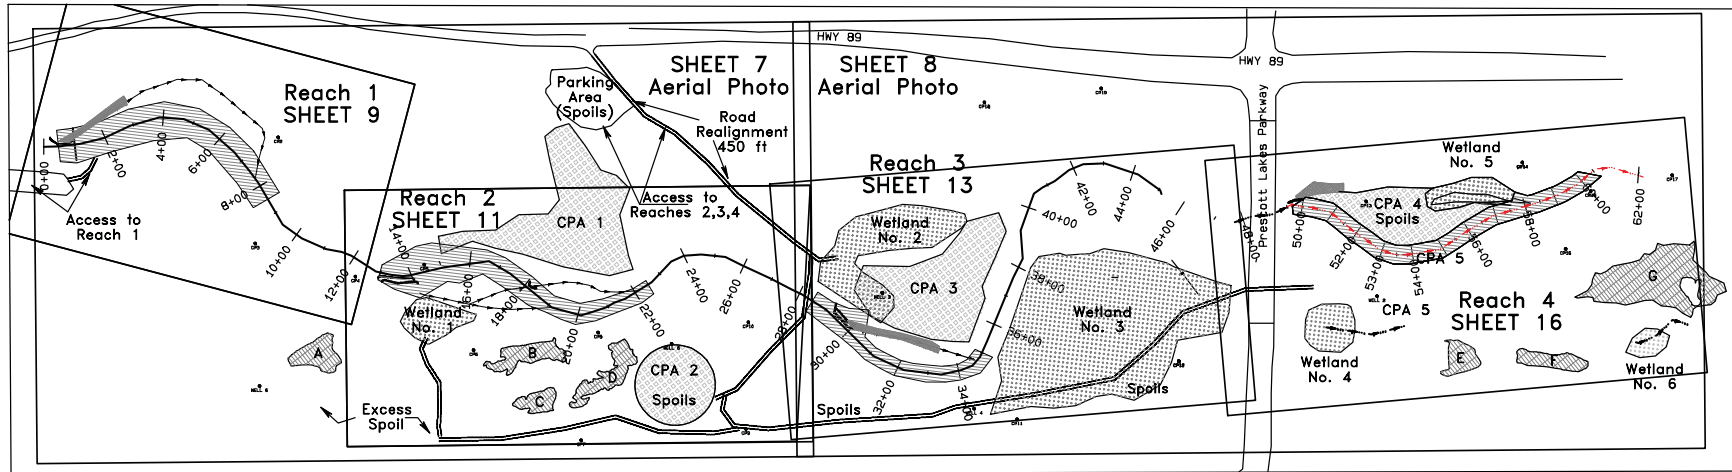 HWY 89
HWY 89
SHEET 7
Aerial Photo
SHEET 8
Aerial Photo
Parking
Area
(Spoils)
Reach 1
SHEET 9
Road
Realignment
450 ft
Prestatt Lakes Parkway
Wetland
No. 5
Reach 3
SHEET 13
0+00
2+00
4+00
6+00
8+00
10+00
12+00
Access to
Reach 1
Reach 2
SHEET 11
CPA 1
Access to
Reaches 2,3,4
Wetland
No. 2
CPA 3
40+00
42+00
44+00
46+00
48+00
50+00
52+00
53+00
54+00
58+00
62+00
CPA 4
Spoils
CPA 5
CPA 5
14+00
16+00
18+00
20+00
22+00
24+00
26+00
28+00
30+00
32+00
34+00
36+00
38+00
Wetland
No. 1
Wetland
No. 3
Reach 4
SHEET 16
Wetland
No. 4
Wetland
No. 6
A
B
C
D
E
F
G
CPA 2
Spoils
Excess
Spoil
Spoils
Spoils